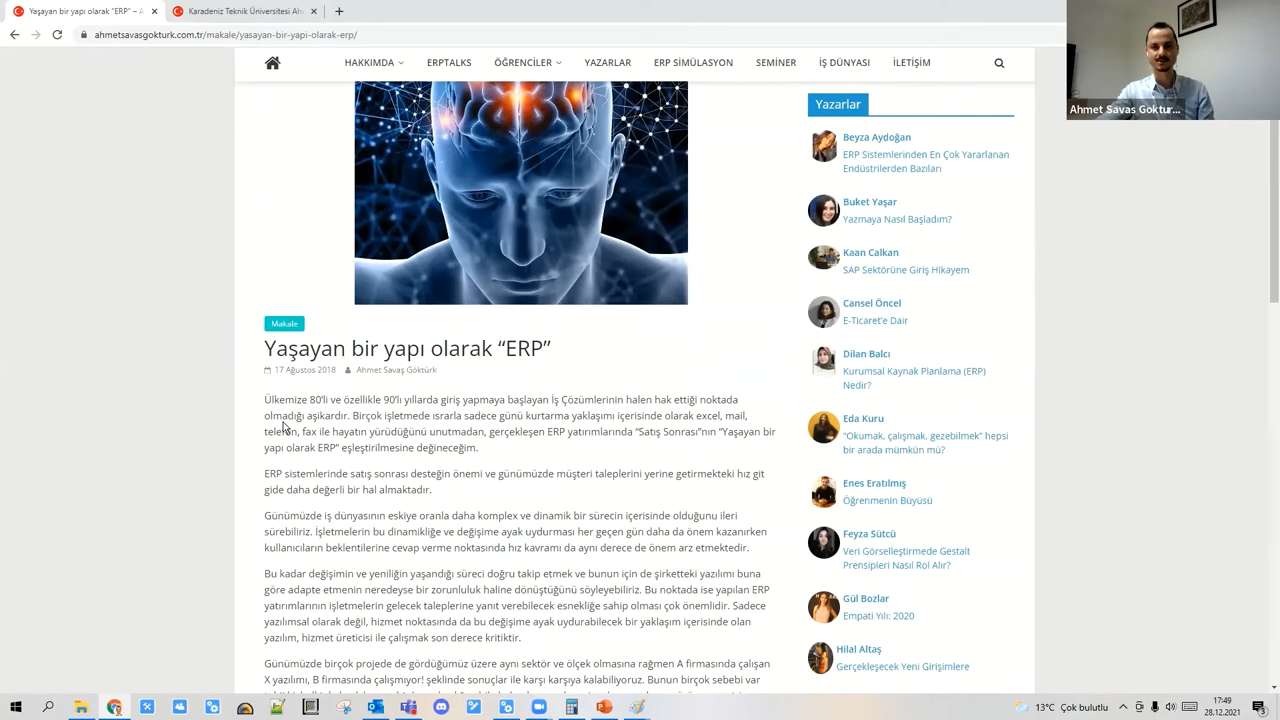 Yaşayan bir yapı olarak “ERP” – A
Karadeniz Teknik Üniversitesi Ah
ahmetsavasgokturk.com.tr/makale/yasayan-bir-yapi-olarak-erp/
HAKKIMDA ERPTALKS ÖĞRENCİLER YAZARLAR ERP SİMÜLASYON SEMİNER İŞ DÜNYASI İLETİŞİM
Ahmet Savas Goktur...
Makale
Yaşayan bir yapı olarak “ERP”
17 Ağustos 2018 Ahmet Savaş Göktürk
Ülkemize 80’li ve özellikle 90’lı yıllarda giriş yapmaya başlayan İş Çözümlerinin halen hak ettiği noktada
olmadığı aşikardır. Birçok işletmede ısrarla sadece günü kurtarma yaklaşımı içerisinde olarak excel, mail,
telefon, fax ile hayatın yürüdüğünü unutmadan, gerçekleşen ERP yatırımlarında “Satış Sonrası”nın “Yaşayan bir
yapı olarak ERP” eşleştirilmesine değineceğim.
ERP sistemlerinde satış sonrası desteğin önemi ve günümüzde müşteri taleplerini yerine getirmekteki hız git
gide daha değerli bir hal almaktadır.
Günümüzde iş dünyasının eskiye oranla daha komplex ve dinamik bir sürecin içerisinde olduğunu ileri
sürebiliriz. İşletmelerin bu dinamikliğe ve değişime ayak uydurması her geçen gün daha da önem kazanırken
kullanıcıların beklentilerine cevap verme noktasında hız kavramı da aynı derece de önem arz etmektedir.
Bu kadar değişimin ve yeniliğin yaşandığı süreci doğru takip etmek ve bunun için de şirketteki yazılımı buna
göre adapte etmenin neredeyse bir zorunluluk haline dönüştüğünü söyleyebiliriz. Bu noktada ise yapılan ERP
yatırımlarının işletmelerin gelecek taleplerine yanıt verebilecek esnekliğe sahip olması çok önemlidir. Sadece
yazılımsal olarak değil, hizmet noktasında da bu değişime ayak uydurabilecek bir yaklaşım içerisinde olan
yazılım, hizmet üreticisi ile çalışmak son derece kritiktir.
Günümüzde birçok projede de gördüğümüz üzere aynı sektör ve ölçek olmasına rağmen A firmasında çalışan
X yazılımı, B firmasında çalışmıyor! şeklinde sonuçlar ile karşı karşıya kalabiliyoruz. Bunun birçok sebebi var
Yazarlar
Beyza Aydoğan
ERP Sistemlerinden En Çok Yararlanan
Endüstrilerden Bazıları
Buket Yaşar
Yazmaya Nasıl Başladım?
Kaan Calkan
SAP Sektörüne Giriş Hikayem
Cansel Öncel
E-Ticaret’e Dair
Dilan Balcı
Kurumsal Kaynak Planlama (ERP)
Nedir?
Eda Kuru
“Okumak, çalışmak, gezebilmek” hepsi
bir arada mümkün mü?
Enes Eratılmış
Öğrenmenin Büyüsü
Feyza Sütcü
Veri Görselleştirmede Gestalt
Prensipleri Nasıl Rol Alır?
Gül Bozlar
Empati Yılı: 2020
Hilal Altaş
Gerçekleşecek Yeni Girişimlere
13°C Çok bulutlu
17:49
28.12.2021